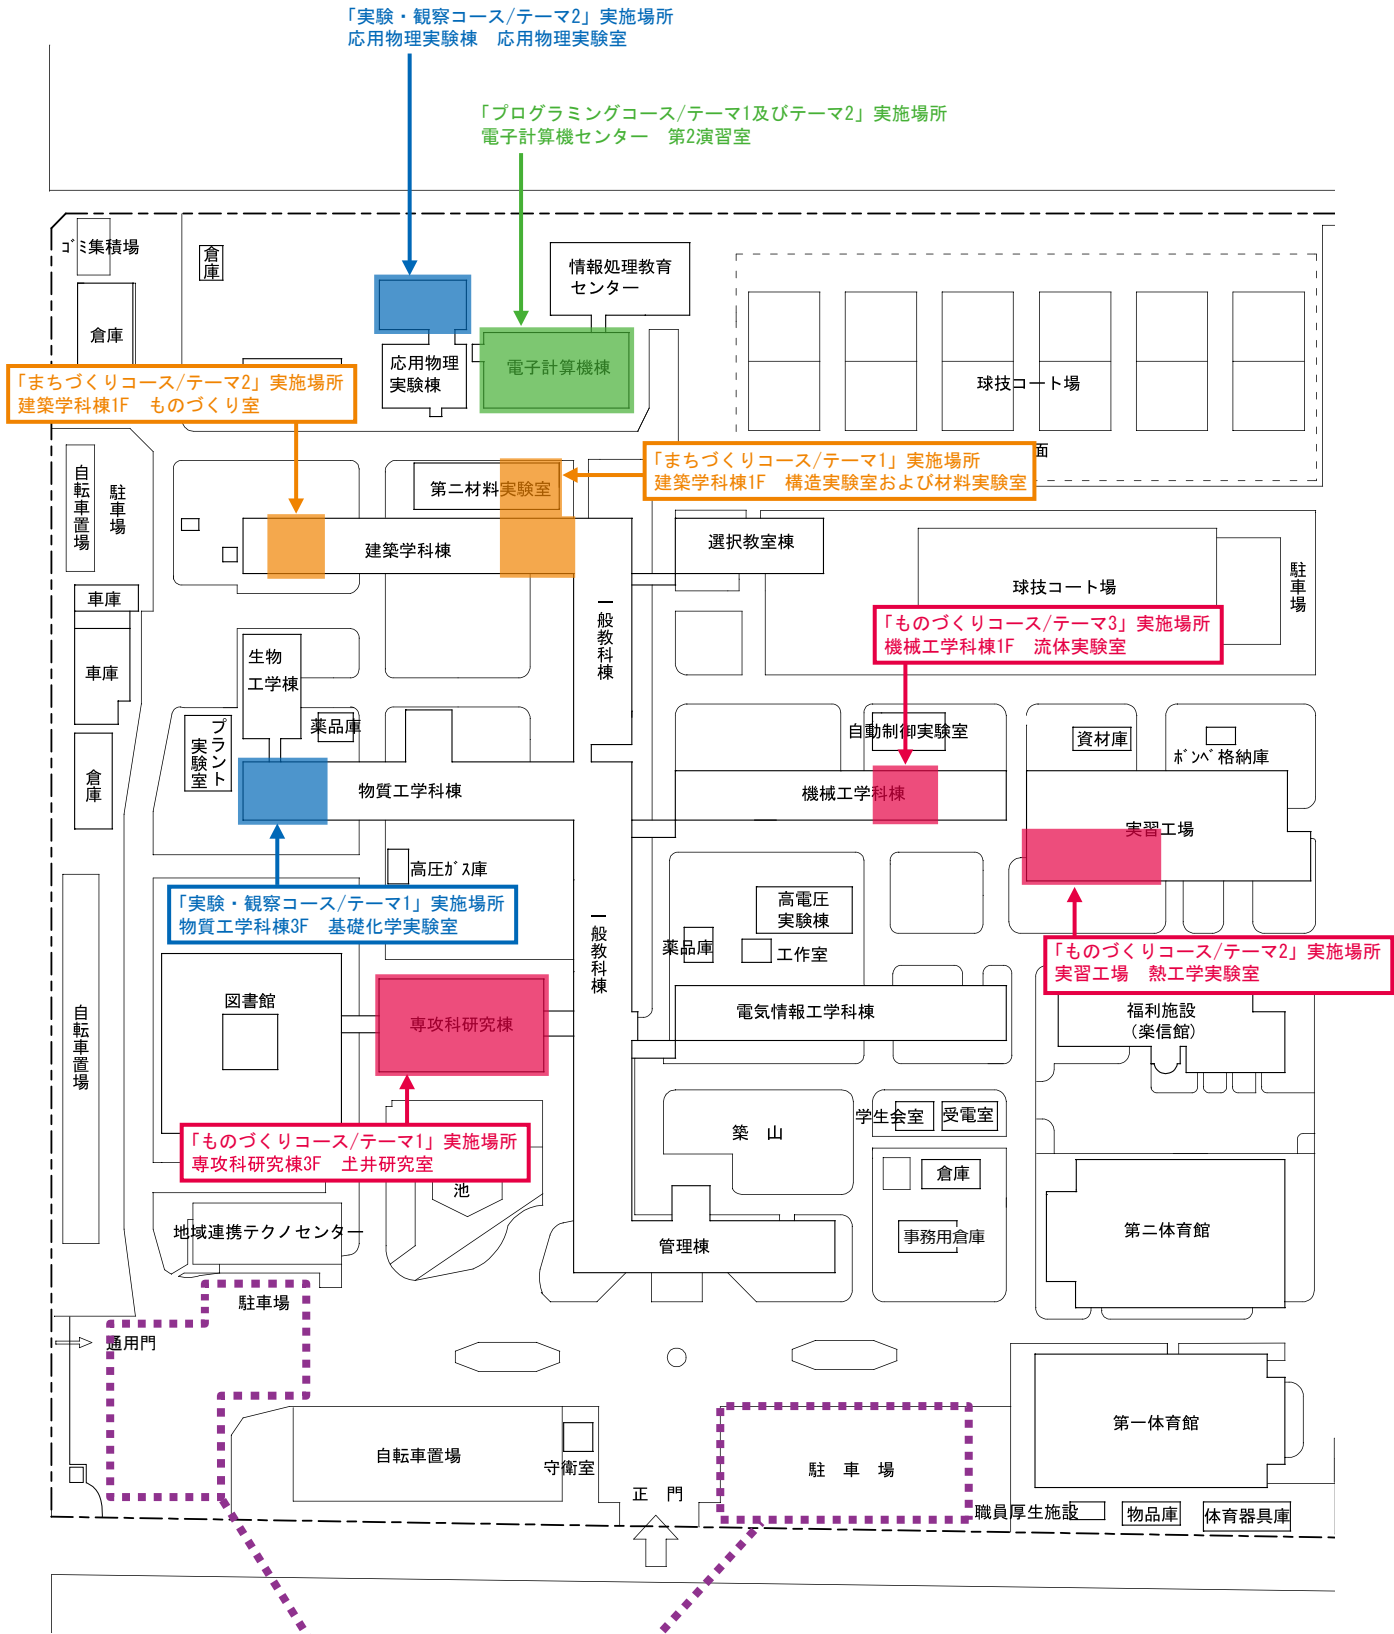 「実験・観察コース/テーマ2」実施場所
応用物理実験棟　応用物理実験室
「プログラミングコース/テーマ1及びテーマ2」実施場所
電子計算機センター　第2演習室
ゴミ集積場
倉庫
情報処理教育
センター
倉庫
応用物理
実験棟
電子計算機棟
球技コート場
「まちづくりコース/テーマ2」実施場所
建築学科棟1F　ものづくり室
面
「まちづくりコース/テーマ1」実施場所
建築学科棟1F　構造実験室および材料実験室
自転車置場
駐車場
第二材料実験室
建築学科棟
選択教室棟
球技コート場
駐車場
車庫
一般教科棟
「ものづくりコース/テーマ3」実施場所
機械工学科棟1F　流体実験室
車庫
生物
工学棟
プラント
実験室
薬品庫
自動制御実験室
資材庫
ボンベ格納庫
倉庫
物質工学科棟
機械工学科棟
実習工場
高圧ガス庫
「実験・観察コース/テーマ1」実施場所
物質工学科棟3F　基礎化学実験室
高電圧
実験棟
一般教科棟
薬品庫
工作室
「ものづくりコース/テーマ2」実施場所
実習工場　熱工学実験室
図書館
自転車置場
専攻科研究棟
電気情報工学科棟
福利施設
(楽信館)
学生会室
受電室
築　山
「ものづくりコース/テーマ1」実施場所
専攻科研究棟3F　土井研究室
倉庫
池
地域連携テクノセンター
管理棟
事務用倉庫
第二体育館
駐車場
通用門
第一体育館
自転車置場
守衛室
駐　車　場
正　門
職員厚生施設
物品庫
体育器具庫